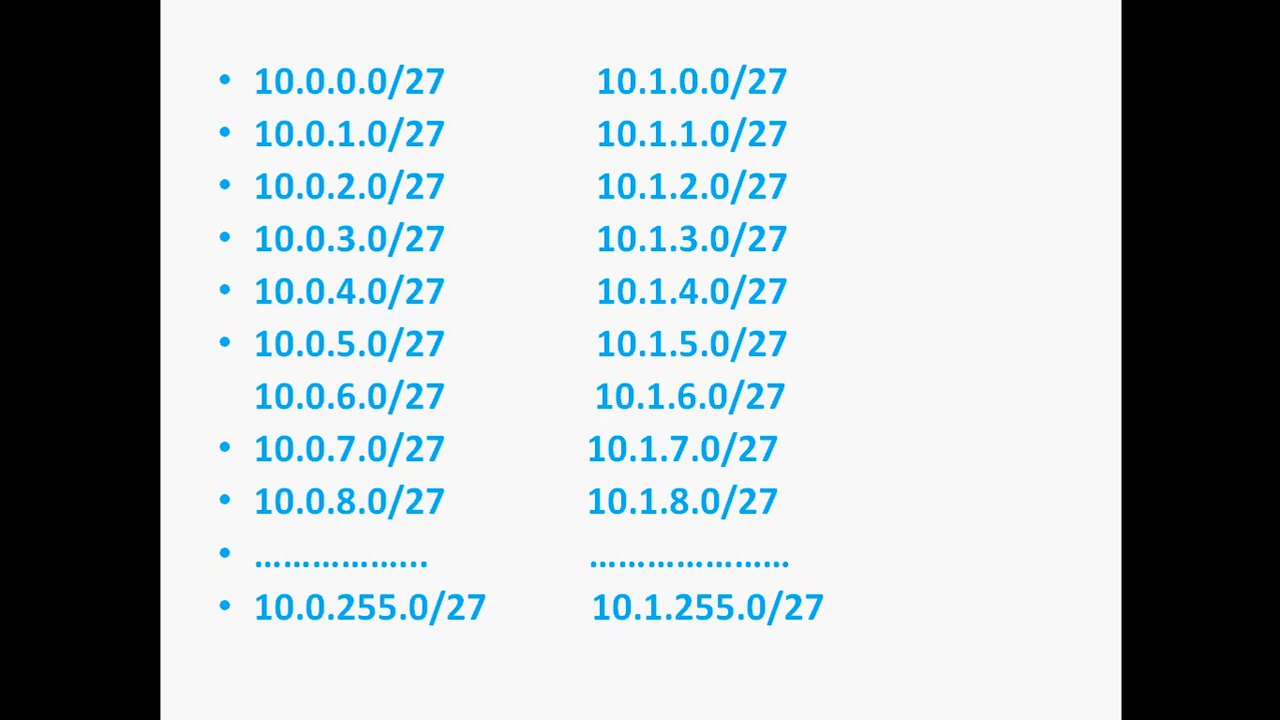 • 10.0.0.0/27 10.1.0.0/27
• 10.0.1.0/27 10.1.1.0/27
• 10.0.2.0/27 10.1.2.0/27
• 10.0.3.0/27 10.1.3.0/27
• 10.0.4.0/27 10.1.4.0/27
• 10.0.5.0/27 10.1.5.0/27
10.0.6.0/27 10.1.6.0/27
• 10.0.7.0/27 10.1.7.0/27
• 10.0.8.0/27 10.1.8.0/27
• ……………... …………………
• 10.0.255.0/27 10.1.255.0/27